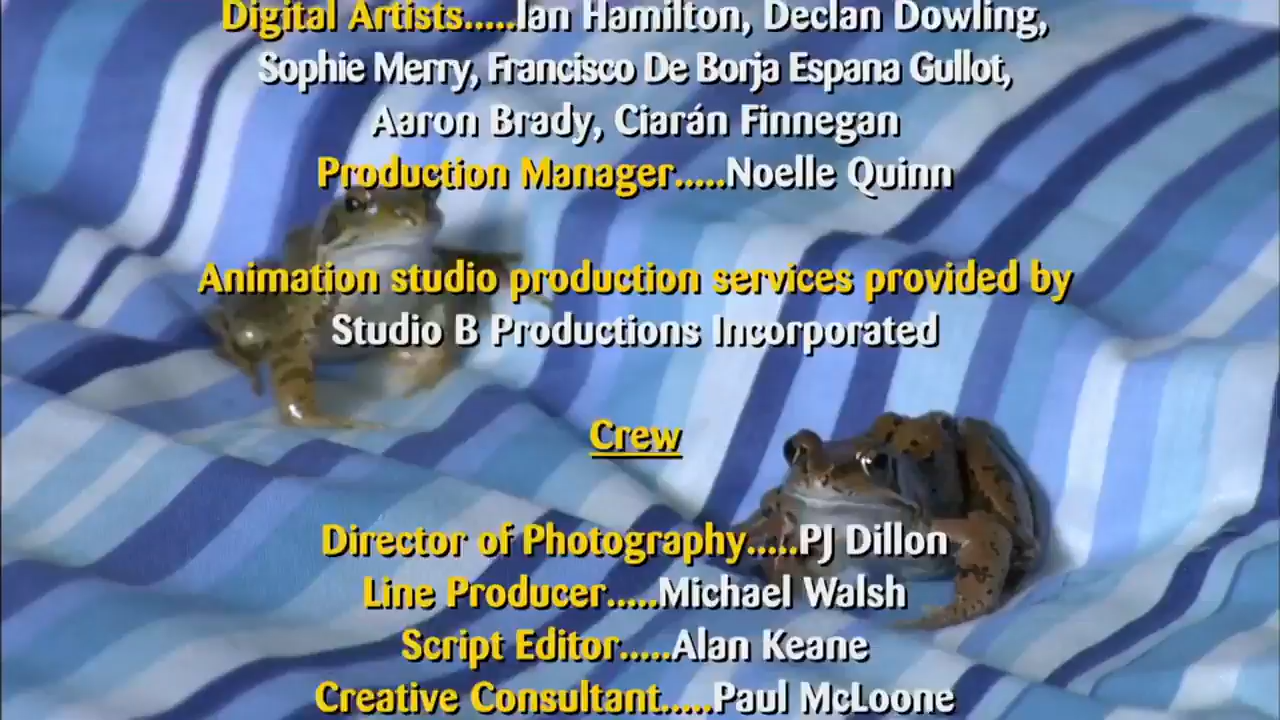 Digital Artists.....Ian Hamilton, Declan Dowling,
Sophie Merry, Francisco De Borja Espana Gullot,
Aaron Brady, Ciarán Finnegan
Production Manager.....Noelle Quinn
Animation studio production services provided by
Studio B Productions Incorporated
Crew
Director of Photography.....PJ Dillon
Line Producer.....Michael Walsh
Script Editor.....Alan Keane
Creative Consultant.....Paul McLoone